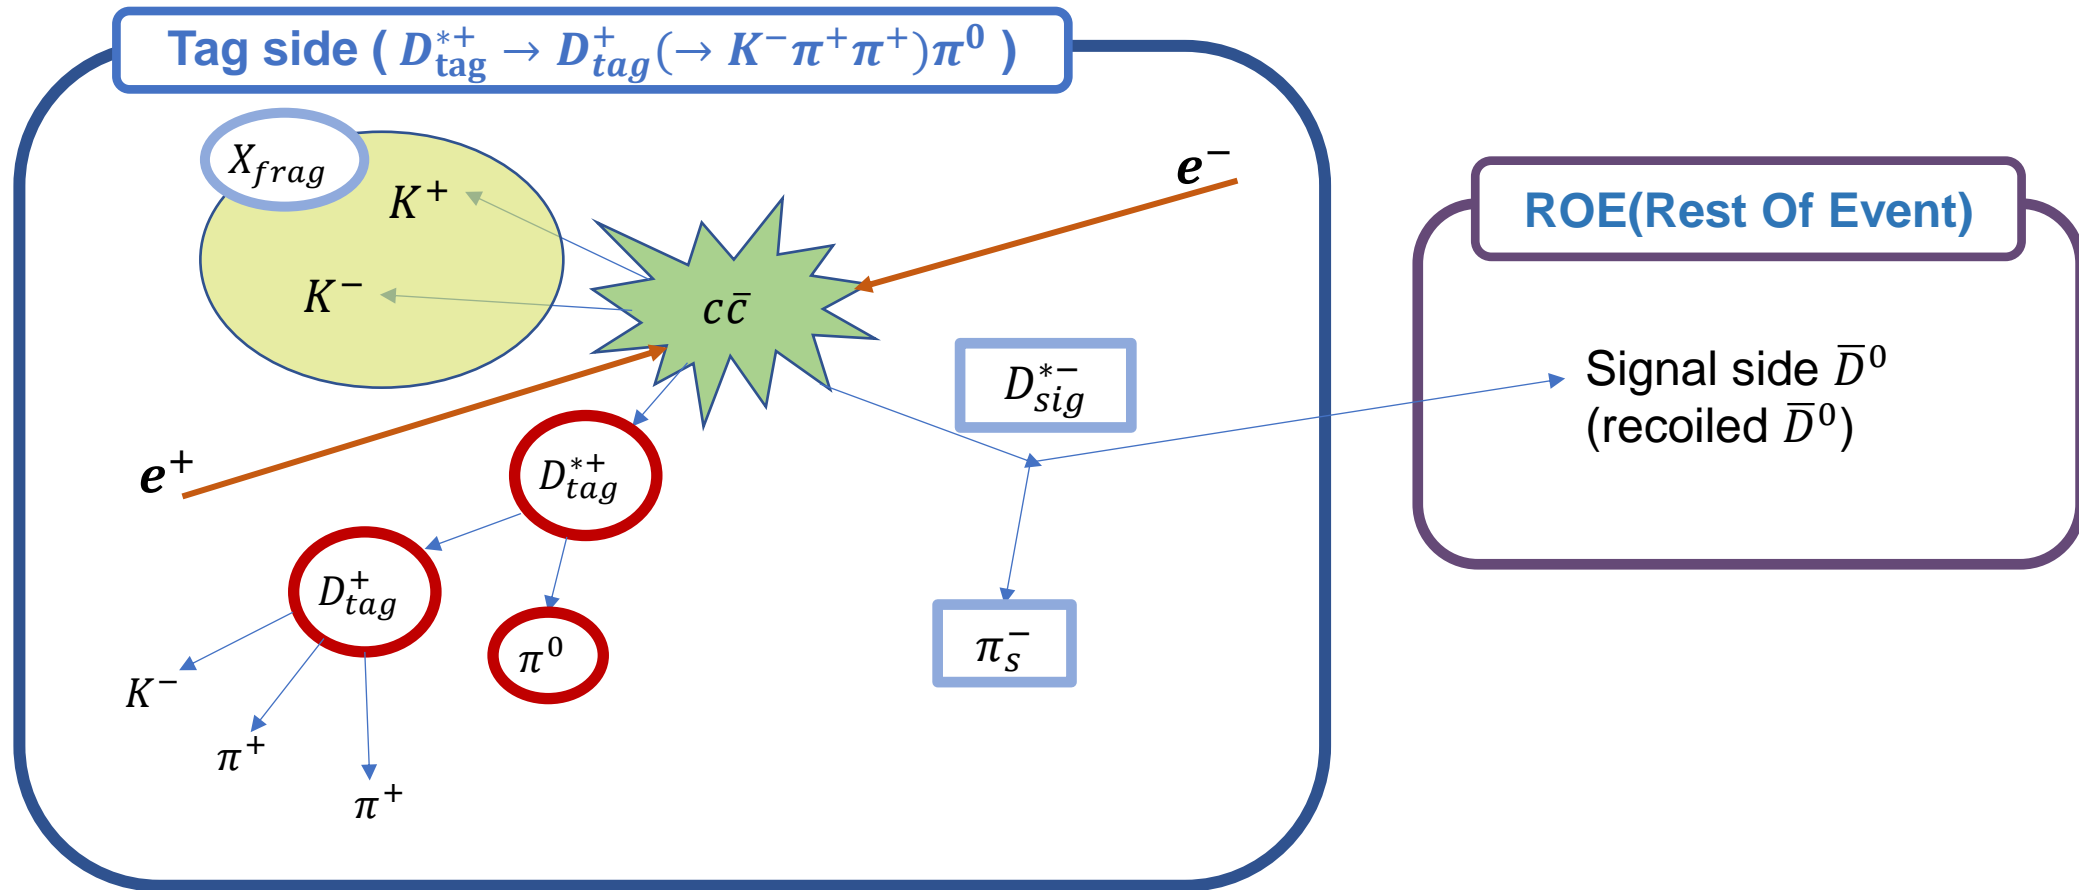 Tag side ( D*⁺tag → D⁺tag(→ K⁻π⁺π⁺)π⁰ )
Xfrag
K⁺
K⁻
e⁻
cc̄
ROE(Rest Of Event)
Signal side D̄⁰
(recoiled D̄⁰)
D*⁻sig
e⁺
D*⁺tag
D⁺tag
π⁰
πs⁻
K⁻
π⁺
π⁺